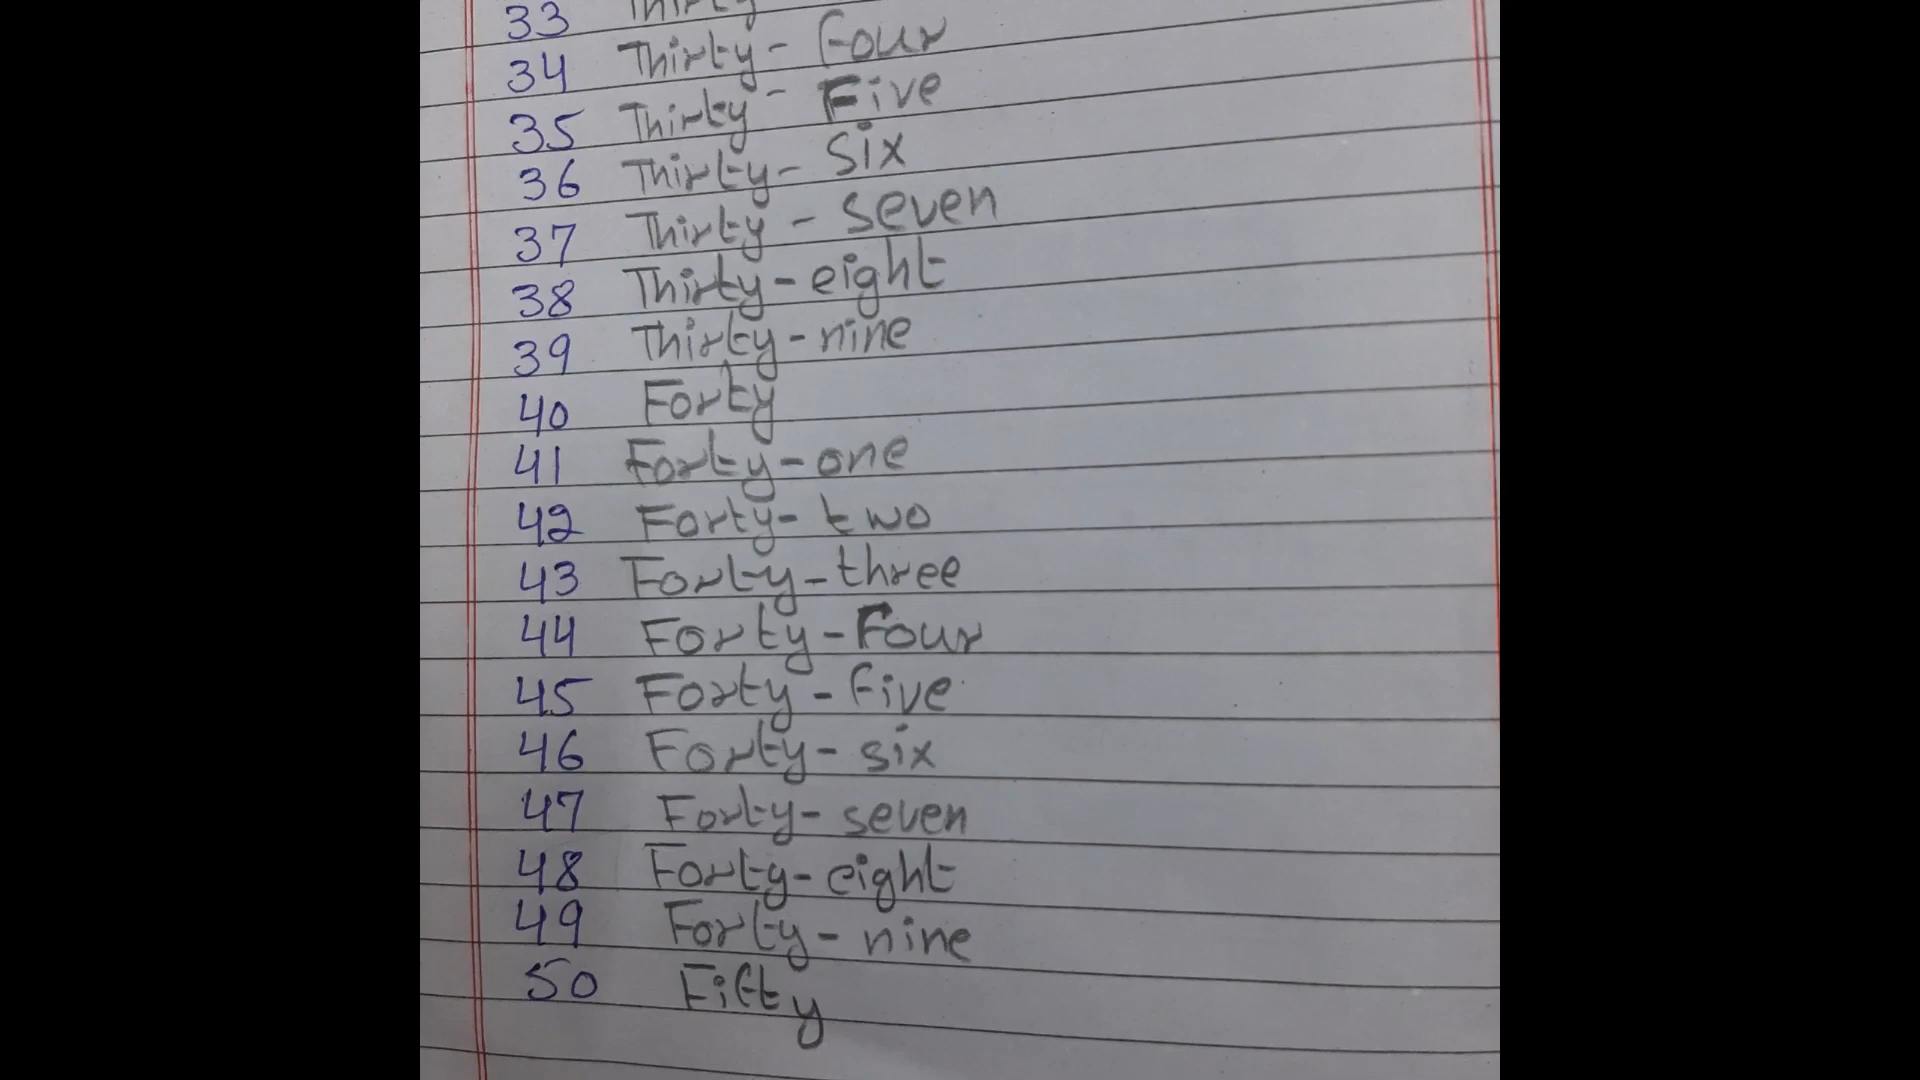 33 Thirty
34 Thirty- Four
35 Thirty- Five
36 Thirty- Six
37 Thirty - seven
38 Thirty-eight
39 Thirty-nine
40 Forty
41 Forty-one
42 Forty- two
43 Forty-three
44 Forty-Four
45 Forty - five
46 Forty- six
47 Forty- seven
48 Forty-eight
49 Forty- nine
50 Fifty